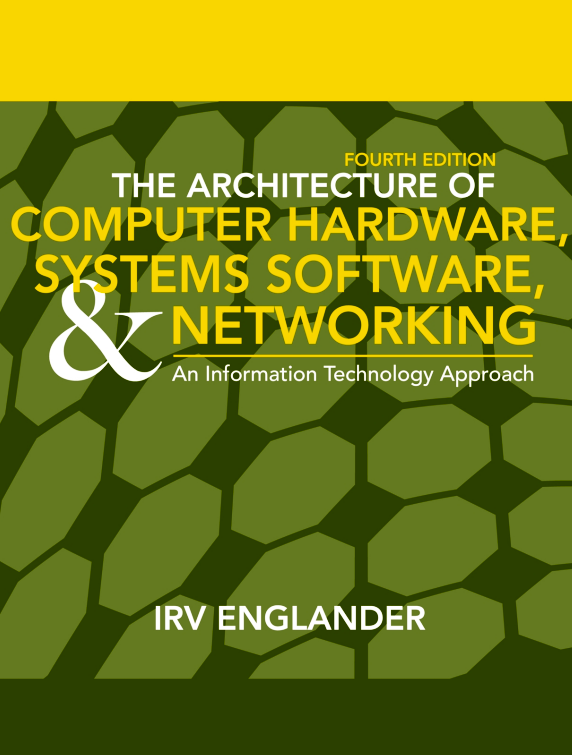 FOURTH EDITION
THE ARCHITECTURE OF
COMPUTER HARDWARE,
SYSTEMS SOFTWARE,
& NETWORKING
An Information Technology Approach
IRV ENGLANDER